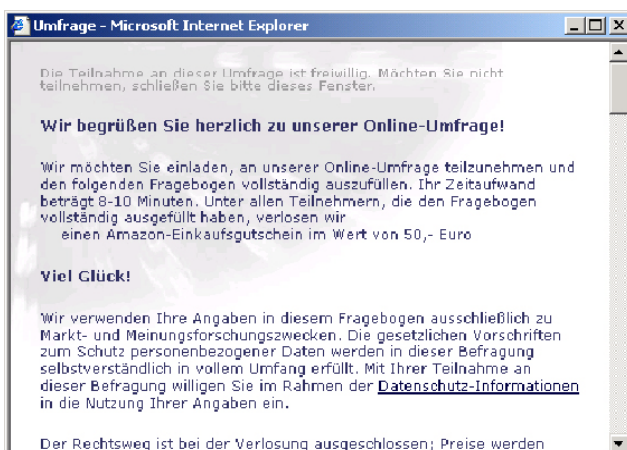 Umfrage - Microsoft Internet Explorer
Die Teilnahme an dieser Umfrage ist freiwillig. Möchten Sie nicht
teilnehmen, schließen Sie bitte dieses Fenster.
Wir begrüßen Sie herzlich zu unserer Online-Umfrage!
Wir möchten Sie einladen, an unserer Online-Umfrage teilzunehmen und
den folgenden Fragebogen vollständig auszufüllen. Ihr Zeitaufwand
beträgt 8-10 Minuten. Unter allen Teilnehmern, die den Fragebogen
vollständig ausgefüllt haben, verlosen wir
einen Amazon-Einkaufsgutschein im Wert von 50,- Euro
Viel Glück!
Wir verwenden Ihre Angaben in diesem Fragebogen ausschließlich zu
Markt- und Meinungsforschungszwecken. Die gesetzlichen Vorschriften
zum Schutz personenbezogener Daten werden in dieser Befragung
selbstverständlich in vollem Umfang erfüllt. Mit Ihrer Teilnahme an
dieser Befragung willigen Sie im Rahmen der Datenschutz-Informationen
in die Nutzung Ihrer Angaben ein.
Der Rechtsweg ist bei der Verlosung ausgeschlossen; Preise werden